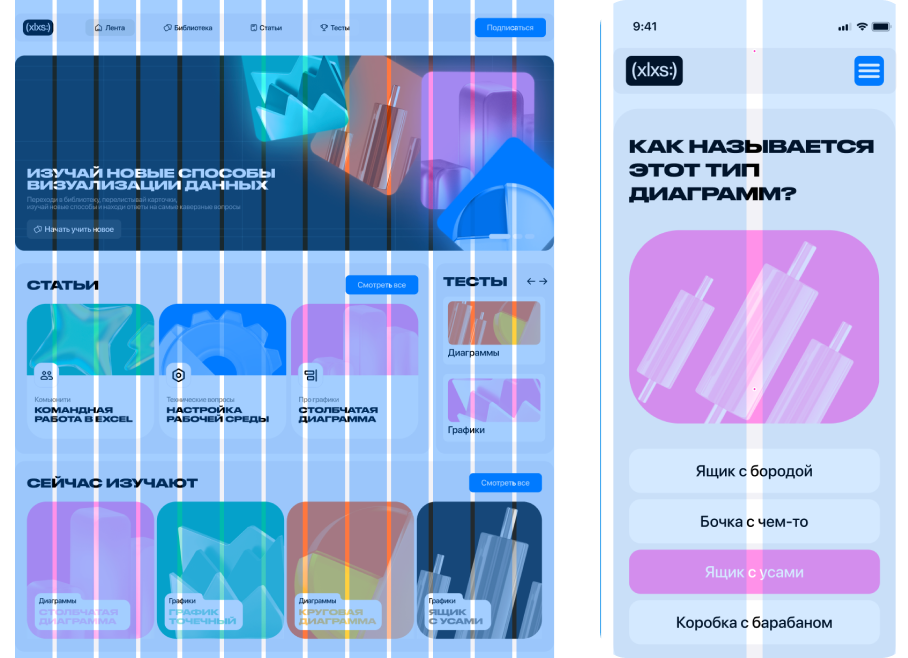 (xlxs:)
Лента
Библиотека
Статьи
Тесты
Подписаться
ИЗУЧАЙ НОВЫЕ СПОСОБЫ
ВИЗУАЛИЗАЦИИ ДАННЫХ
Переходи в библиотеку, перелистывай карточки,
изучай новые способы и находи ответы на самые каверзные вопросы
Начать учить новое
СТАТЬИ
Смотреть все
Комьюнити
КОМАНДНАЯ
РАБОТА В EXCEL
Технические вопросы
НАСТРОЙКА
РАБОЧЕЙ СРЕДЫ
Про графики
СТОЛБЧАТАЯ
ДИАГРАММА
ТЕСТЫ
Диаграммы
Графики
СЕЙЧАС ИЗУЧАЮТ
Смотреть все
Диаграммы
СТОЛБЧАТАЯ
ДИАГРАММА
Графики
ГРАФИК
ТОЧЕЧНЫЙ
Диаграммы
КРУГОВАЯ
ДИАГРАММА
Графики
ЯЩИК
С УСАМИ
9:41
(xlxs:)
КАК НАЗЫВАЕТСЯ
ЭТОТ ТИП
ДИАГРАММ?
Ящик с бородой
Бочка с чем-то
Ящик с усами
Коробка с барабаном